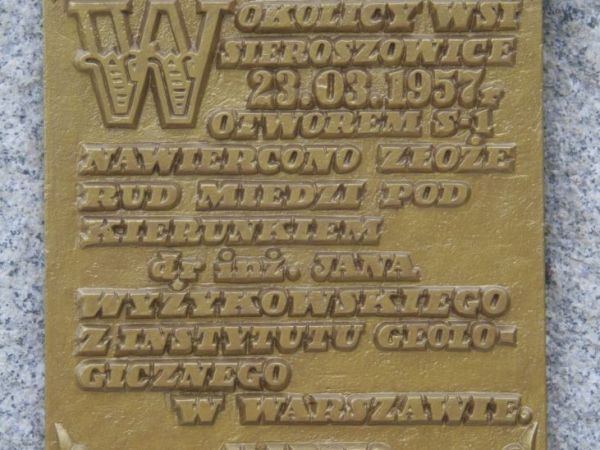 W OKOLICY WSI
SIEROSZOWICE
23.03.1957r
OTWOREM S-1
NAWIERCONO ZŁOŻE
RUD MIEDZI POD
KIERUNKIEM
dr inż. JANA
WYŻYKOWSKIEGO
Z INSTYTUTU GEOLO-
GICZNEGO
W WARSZAWIE.